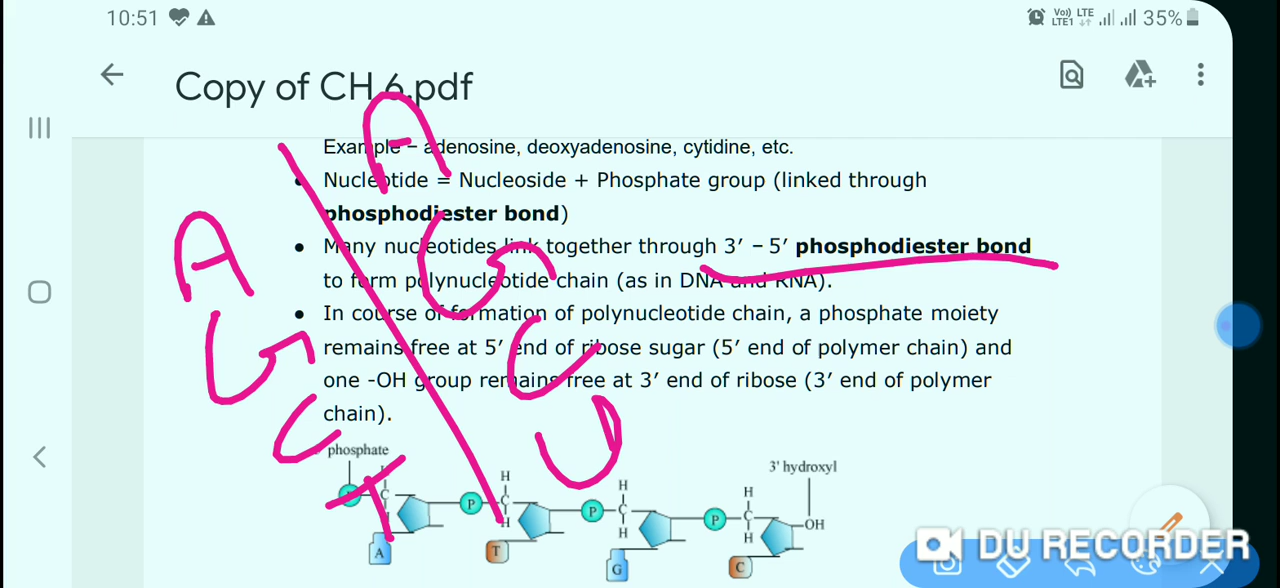 10:51 Vo)) LTE LTE1 35%
Copy of CH 6.pdf
Example – adenosine, deoxyadenosine, cytidine, etc.
• Nucleotide = Nucleoside + Phosphate group (linked through
phosphodiester bond)
• Many nucleotides link together through 3′ – 5′ phosphodiester bond
to form polynucleotide chain (as in DNA and RNA).
• In course of formation of polynucleotide chain, a phosphate moiety
remains free at 5′ end of ribose sugar (5′ end of polymer chain) and
one -OH group remains free at 3′ end of ribose (3′ end of polymer
chain).
A
G
C
T
A
G
C
U
phosphate
3' hydroxyl
H H H
C P C P C P C OH
H H H
A T G C
DU RECORDER